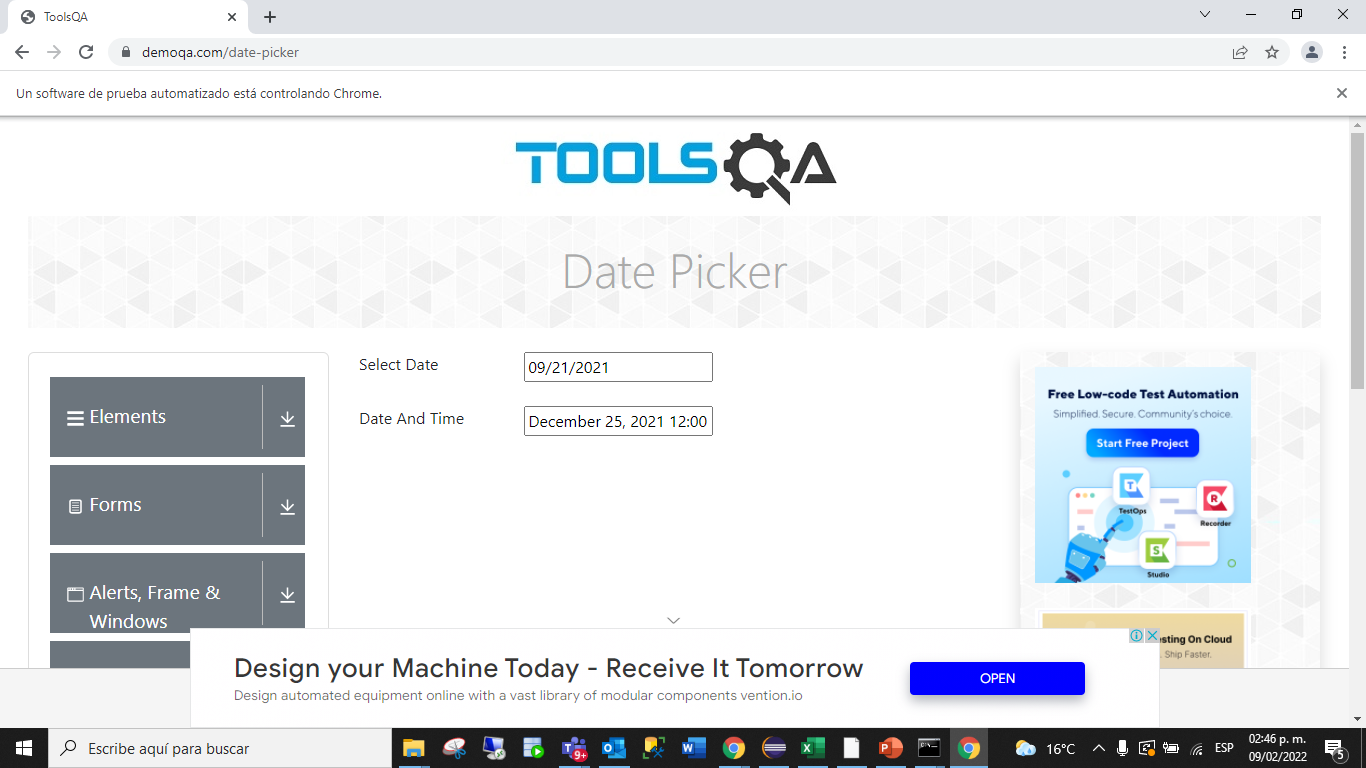 ToolsQA
demoqa.com/date-picker
Un software de prueba automatizado está controlando Chrome.
TOOLSQA
Date Picker
Elements
Forms
Alerts, Frame &
Windows
Select Date
09/21/2021
Date And Time
December 25, 2021 12:00
Free Low-code Test Automation
Simplified. Secure. Community's choice.
Start Free Project
TestOps
Recorder
Studio
esting On Cloud
. Ship Faster.
Design your Machine Today - Receive It Tomorrow
Design automated equipment online with a vast library of modular components vention.io
OPEN
Escribe aquí para buscar
9+
16°C
ESP
02:46 p. m.
09/02/2022
5